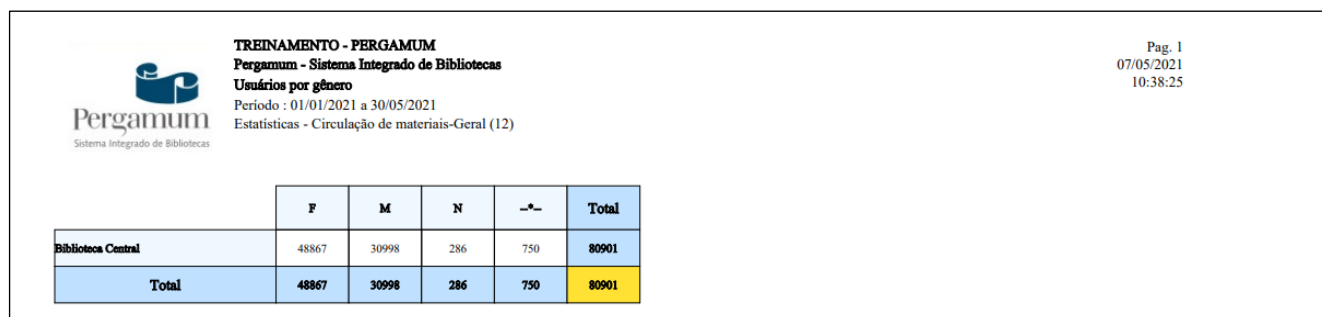 TREINAMENTO - PERGAMUM
Pergamum - Sistema Integrado de Bibliotecas
Usuários por gênero
Período : 01/01/2021 a 30/05/2021
Estatísticas - Circulação de materiais-Geral (12)
Pag. 1
07/05/2021
10:38:25
Pergamum
Sistema Integrado de Bibliotecas
F M N --*-- Total
Biblioteca Central 48867 30998 286 750 80901
Total 48867 30998 286 750 80901